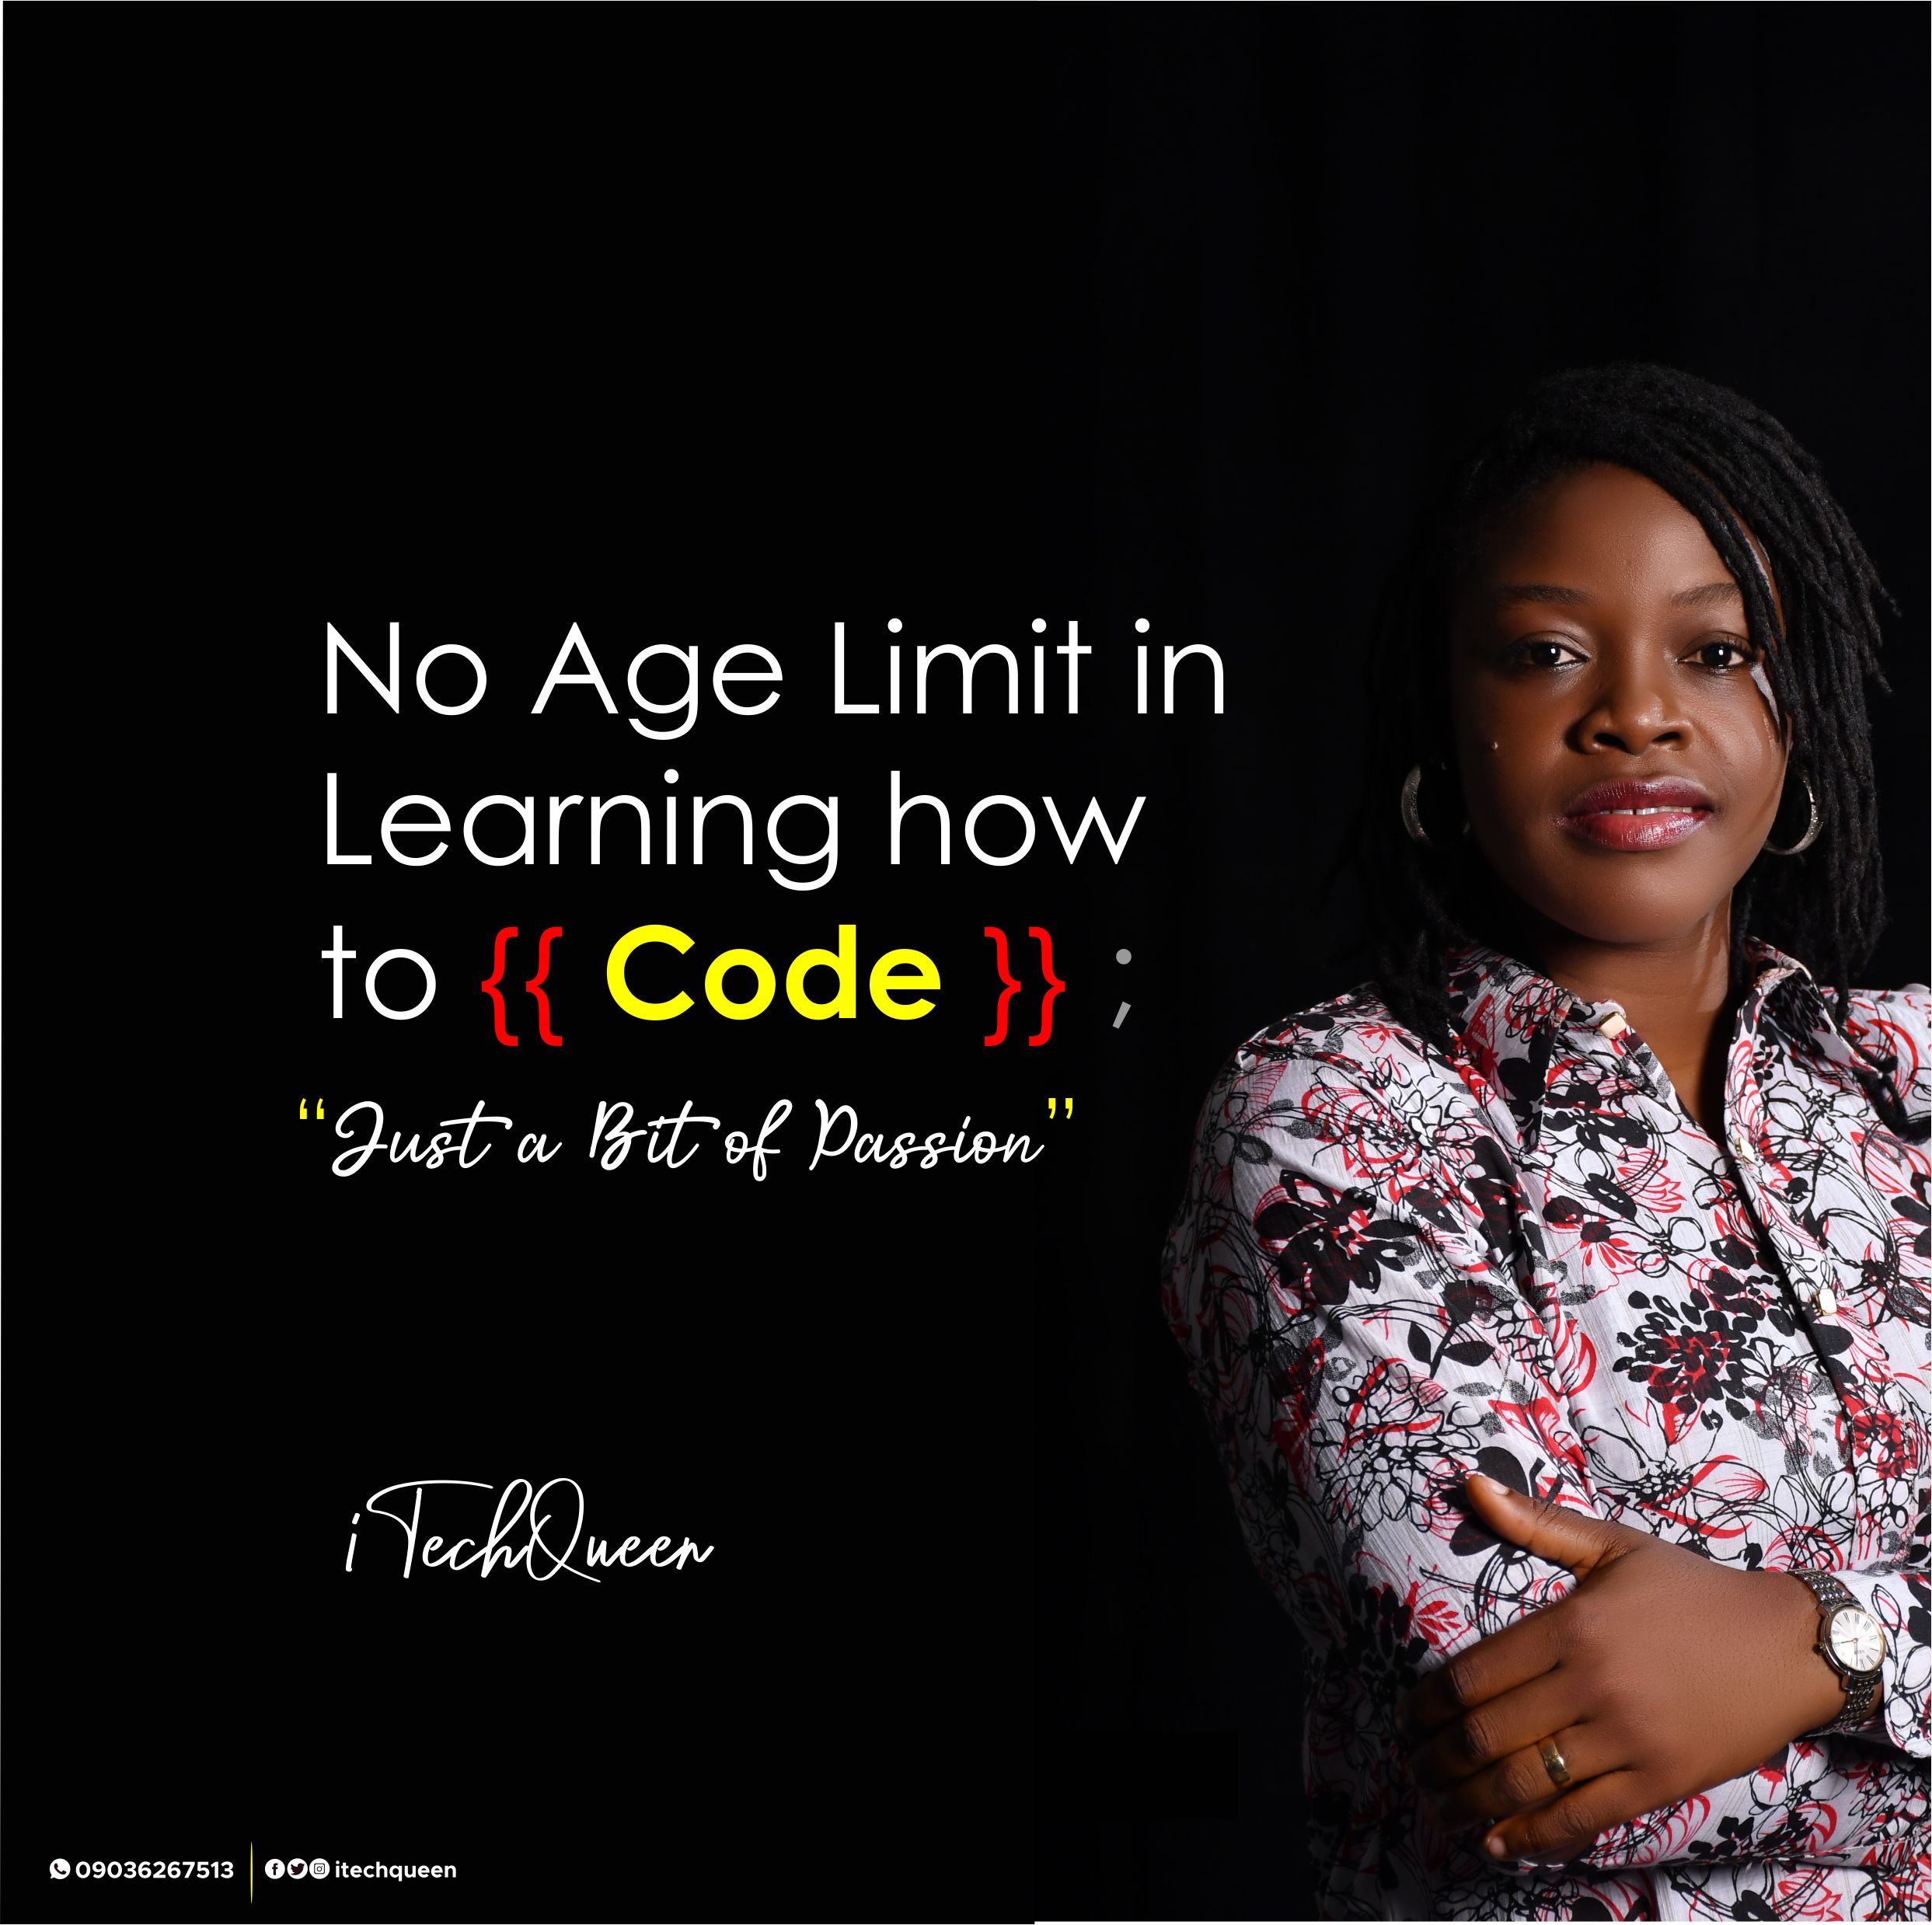 No Age Limit in
Learning how
to {{ Code }} ;
“Just a Bit of Passion”
iTechQueen
09036267513 | itechqueen